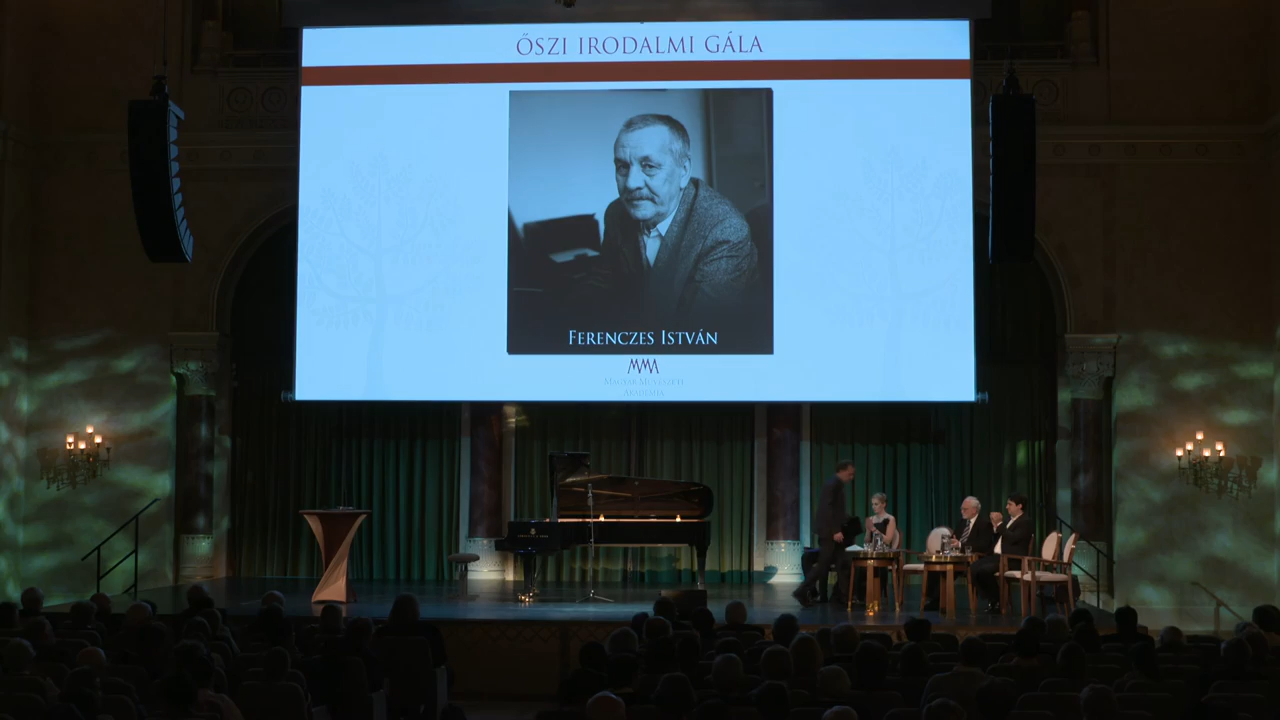 ŐSZI IRODALMI GÁLA
FERENCZES ISTVÁN
MMA
MAGYAR MŰVÉSZETI
AKADÉMIA